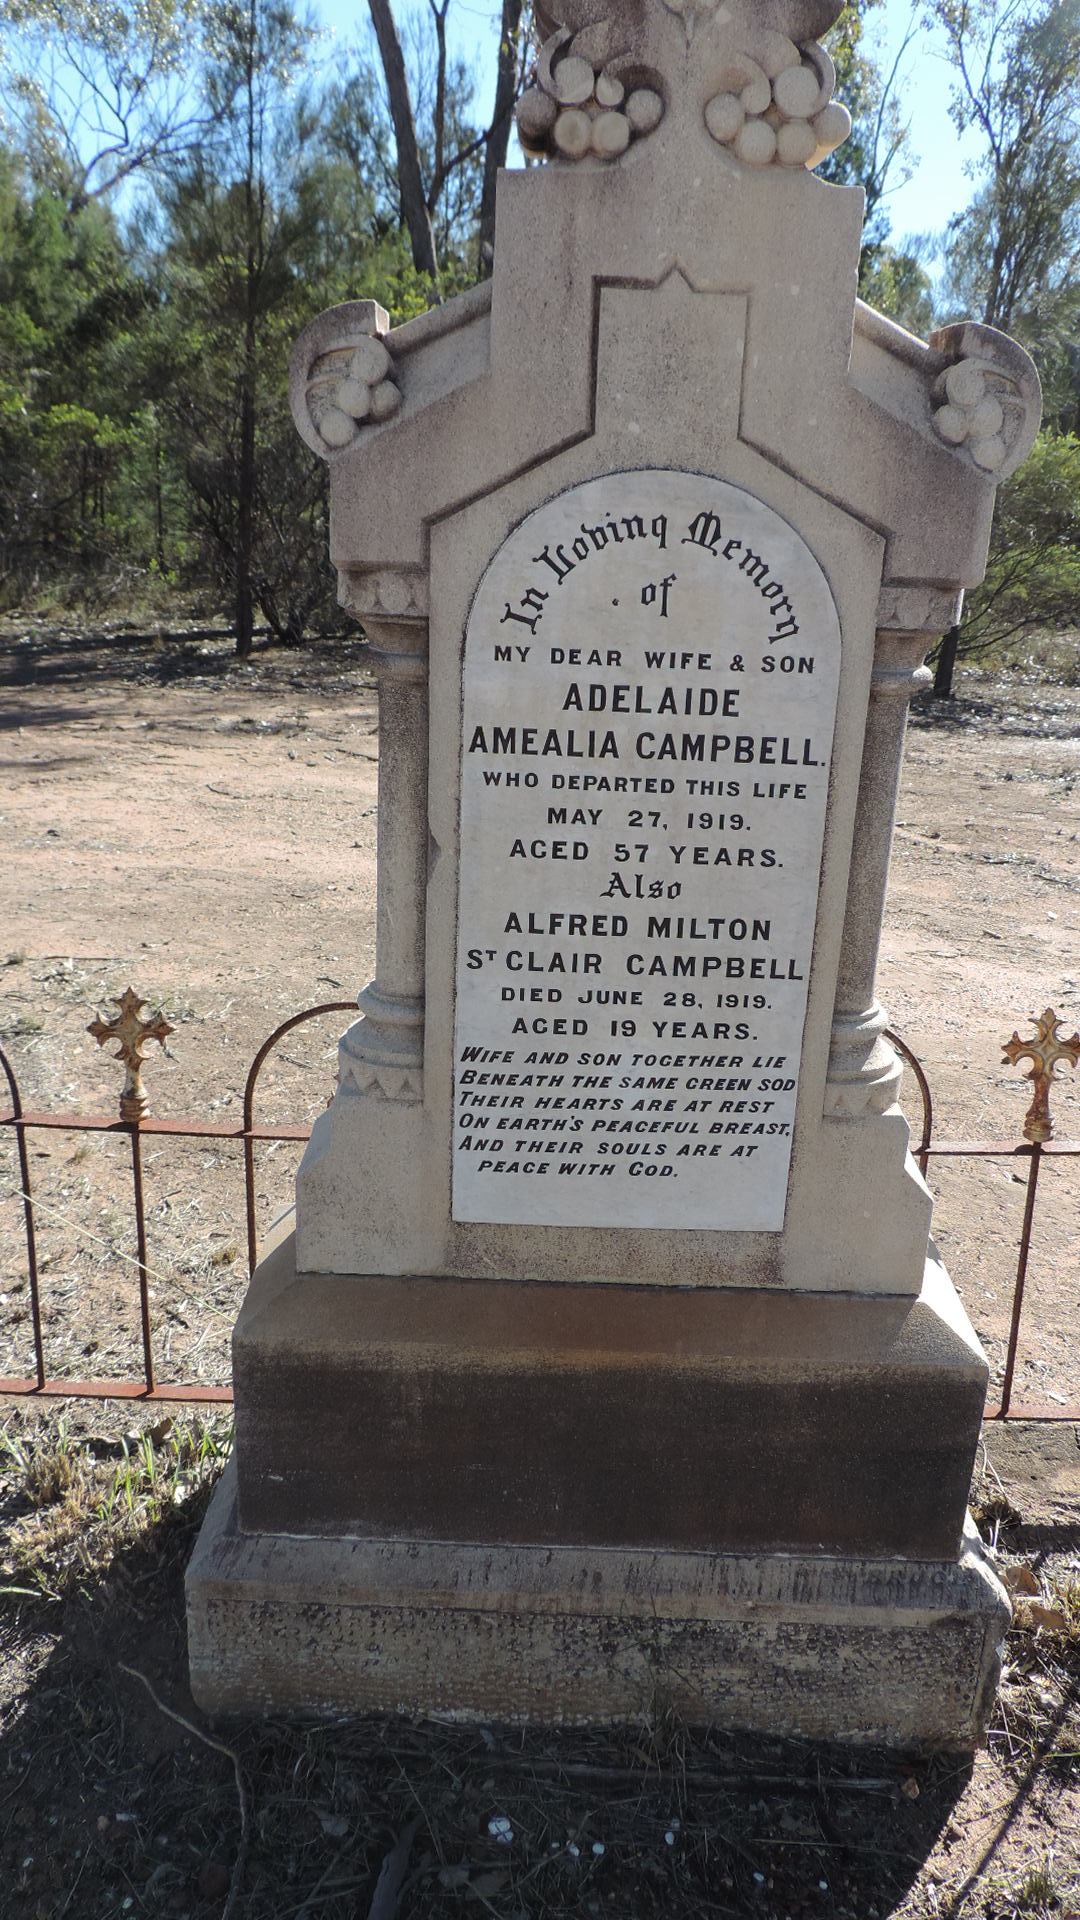 In Loving Memory
of
MY DEAR WIFE & SON
ADELAIDE
AMEALIA CAMPBELL.
WHO DEPARTED THIS LIFE
MAY 27, 1919.
AGED 57 YEARS.
Also
ALFRED MILTON
ST CLAIR CAMPBELL
DIED JUNE 28, 1919.
AGED 19 YEARS.
WIFE AND SON TOGETHER LIE
BENEATH THE SAME GREEN SOD
THEIR HEARTS ARE AT REST
ON EARTH'S PEACEFUL BREAST,
AND THEIR SOULS ARE AT
PEACE WITH GOD.